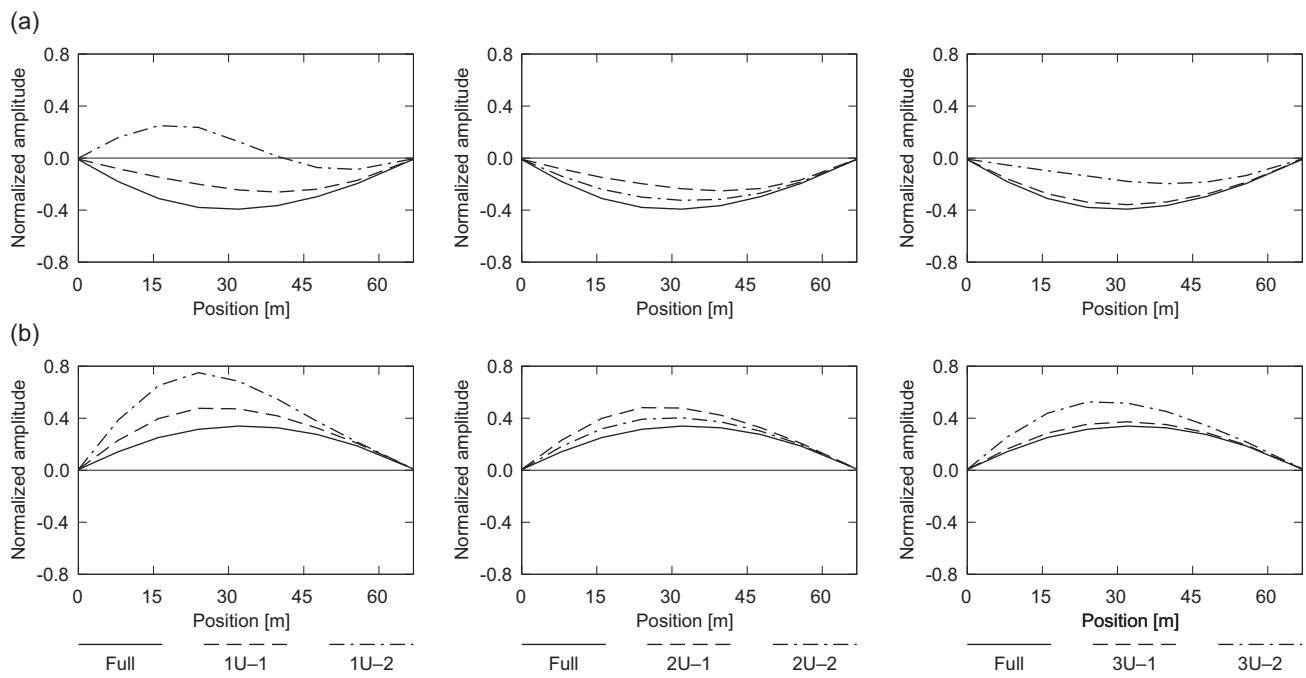 (a)
0.8
0.4
0.0
-0.4
-0.8
Normalized amplitude
0 15 30 45 60
Position [m]
0.8
0.4
0.0
-0.4
-0.8
Normalized amplitude
0 15 30 45 60
Position [m]
0.8
0.4
0.0
-0.4
-0.8
Normalized amplitude
0 15 30 45 60
Position [m]
(b)
0.8
0.4
0.0
-0.4
-0.8
Normalized amplitude
0 15 30 45 60
Position [m]
Full 1U–1 1U–2
0.8
0.4
0.0
-0.4
-0.8
Normalized amplitude
0 15 30 45 60
Position [m]
Full 2U–1 2U–2
0.8
0.4
0.0
-0.4
-0.8
Normalized amplitude
0 15 30 45 60
Position [m]
Full 3U–1 3U–2